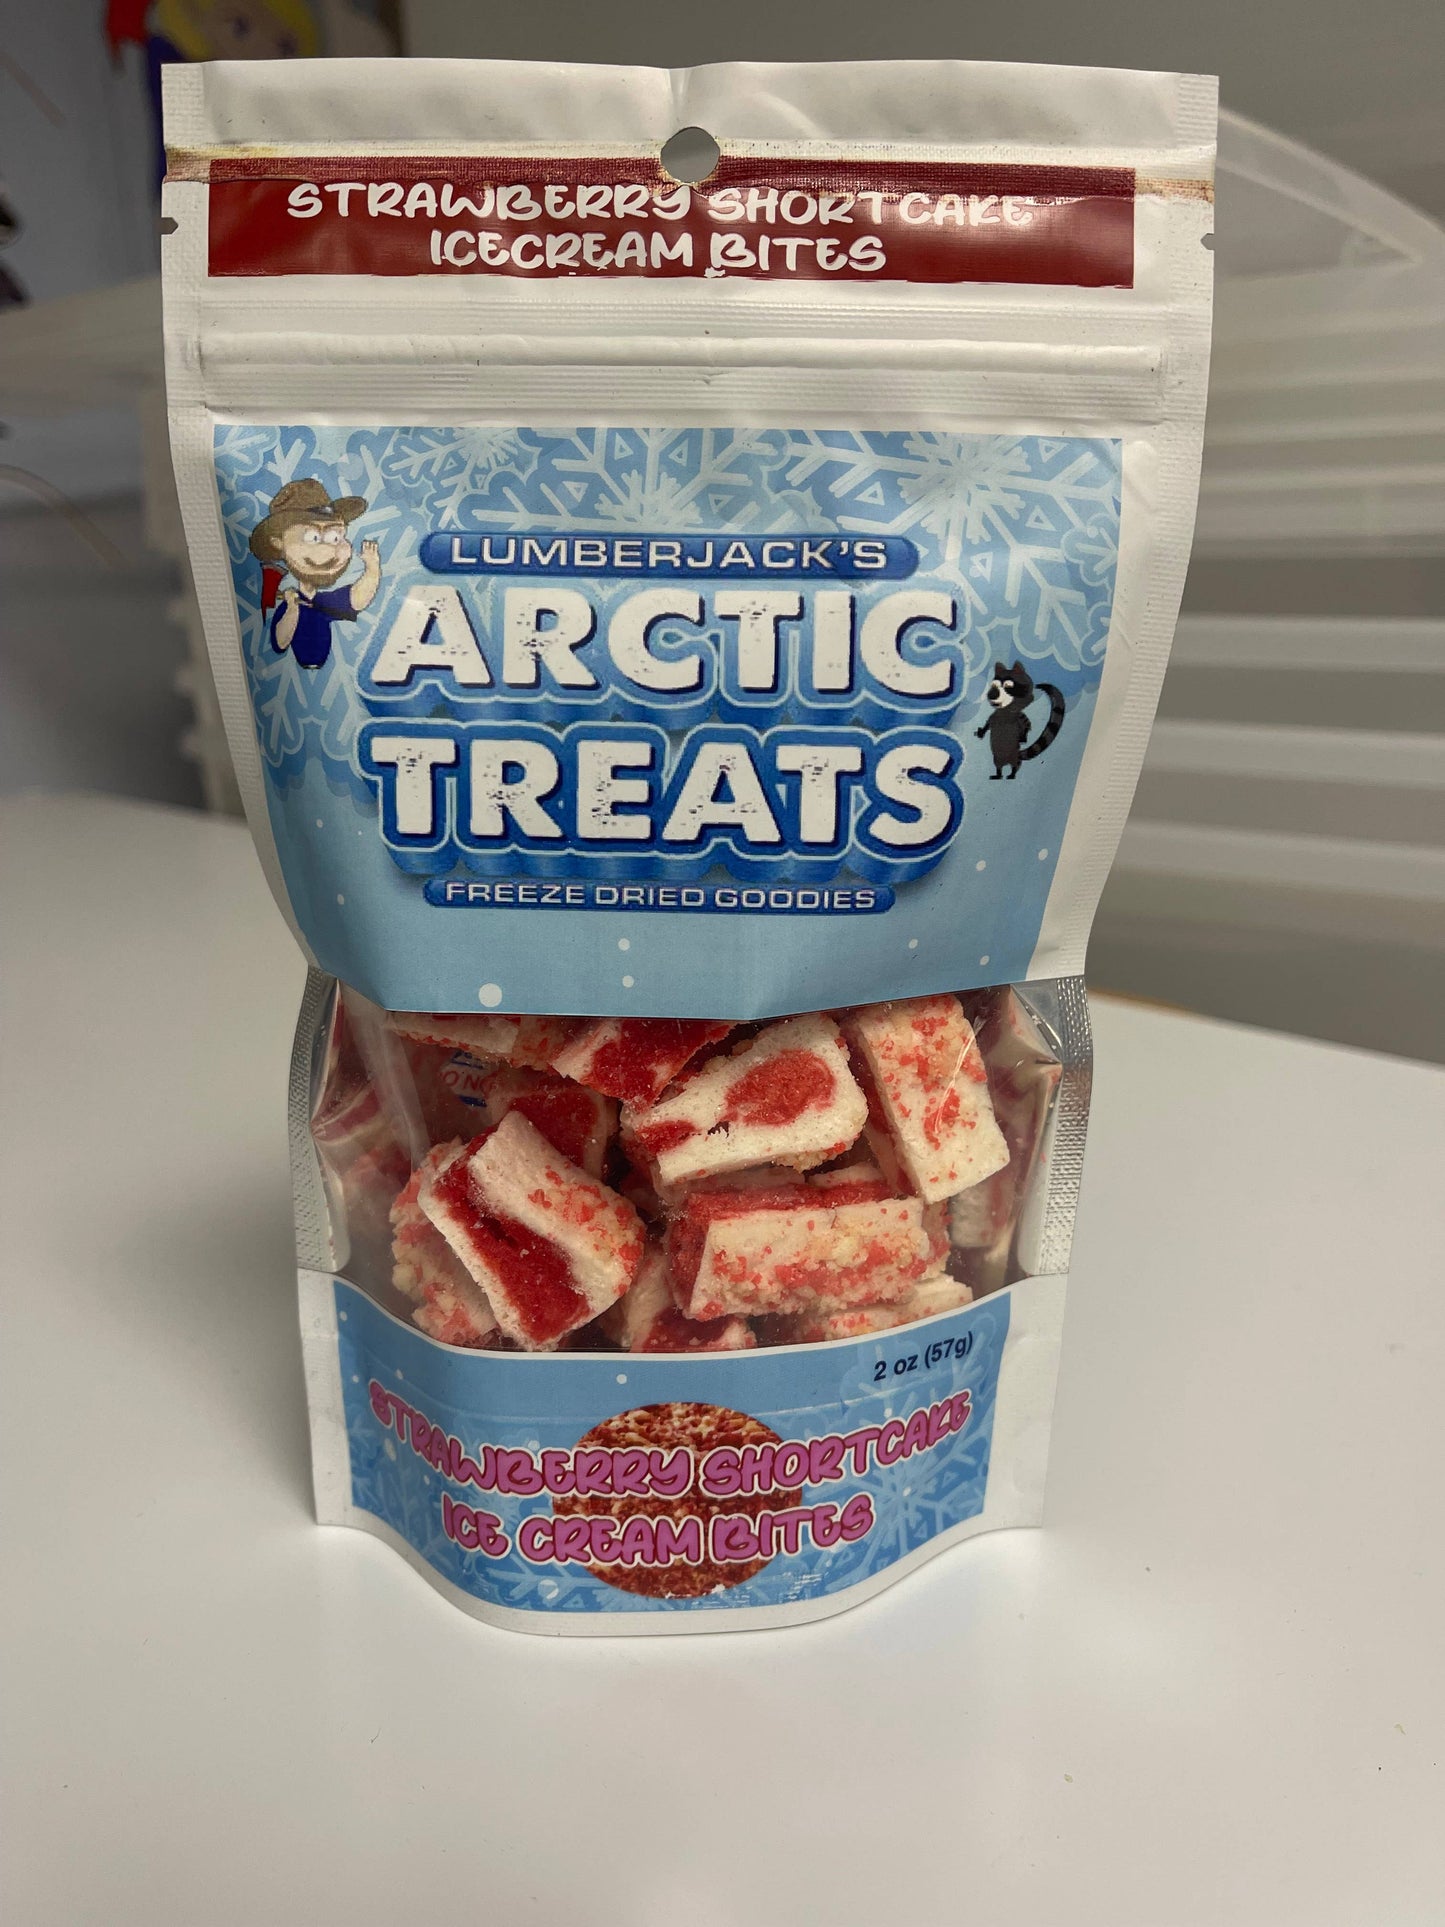 STRAWBERRY SHORTCAKE
ICECREAM BITES
LUMBERJACK'S
ARCTIC
TREATS
FREEZE DRIED GOODIES
2 oz (57g)
STRAWBERRY SHORTCAKE
ICE CREAM BITES